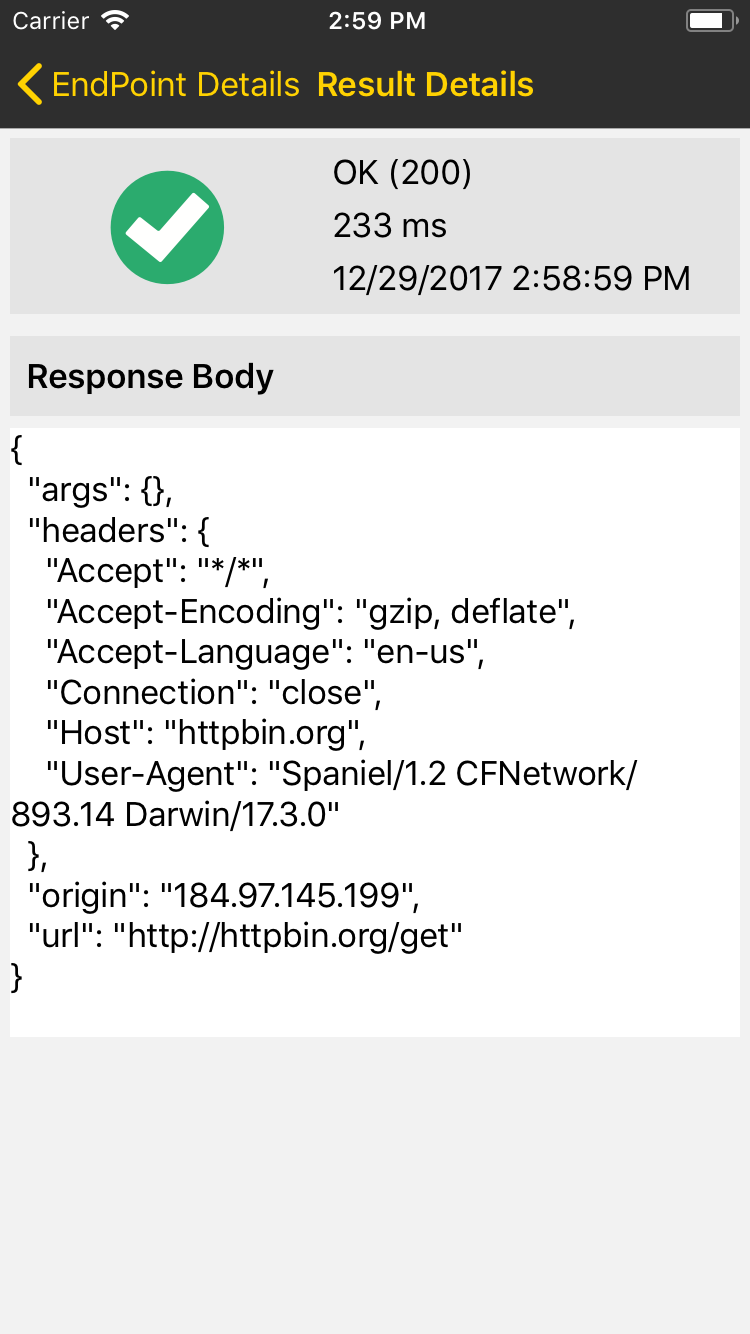 Carrier 2:59 PM
EndPoint Details Result Details
OK (200)
233 ms
12/29/2017 2:58:59 PM
Response Body
{
  "args": {},
  "headers": {
    "Accept": "*/*",
    "Accept-Encoding": "gzip, deflate",
    "Accept-Language": "en-us",
    "Connection": "close",
    "Host": "httpbin.org",
    "User-Agent": "Spaniel/1.2 CFNetwork/
893.14 Darwin/17.3.0"
  },
  "origin": "184.97.145.199",
  "url": "http://httpbin.org/get"
}